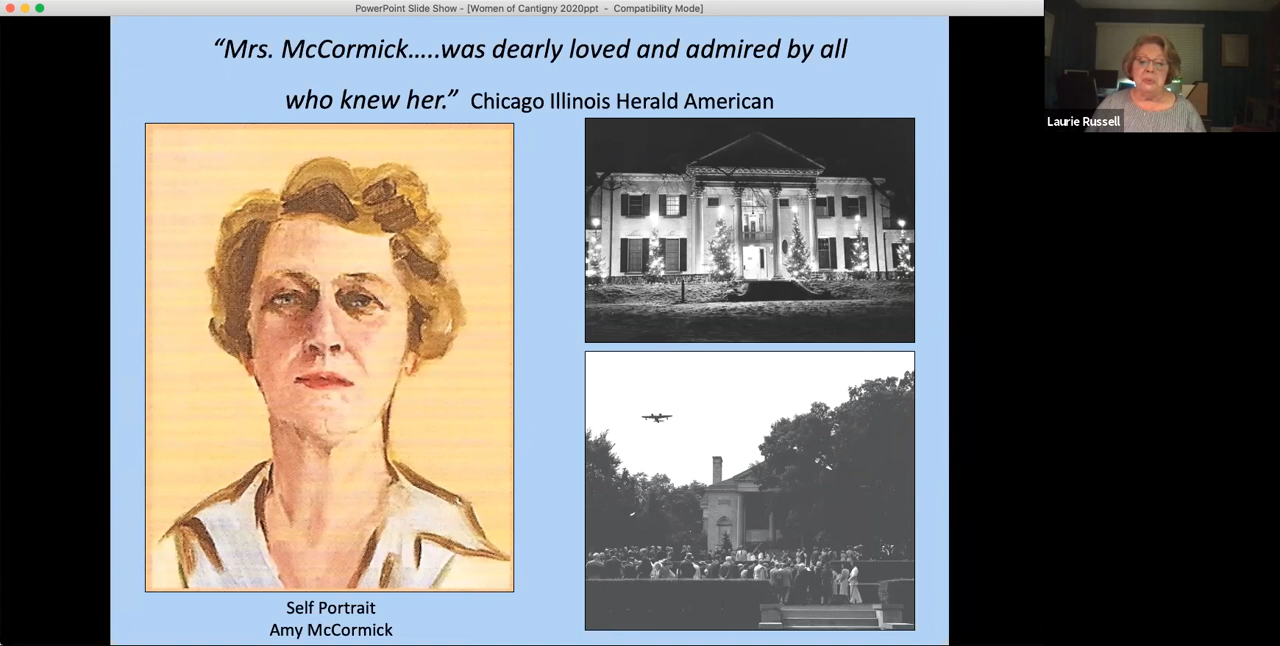 PowerPoint Slide Show - [Women of Cantigny 2020ppt - Compatibility Mode]
“Mrs. McCormick…..was dearly loved and admired by all
who knew her.” Chicago Illinois Herald American
Laurie Russell
Self Portrait
Amy McCormick